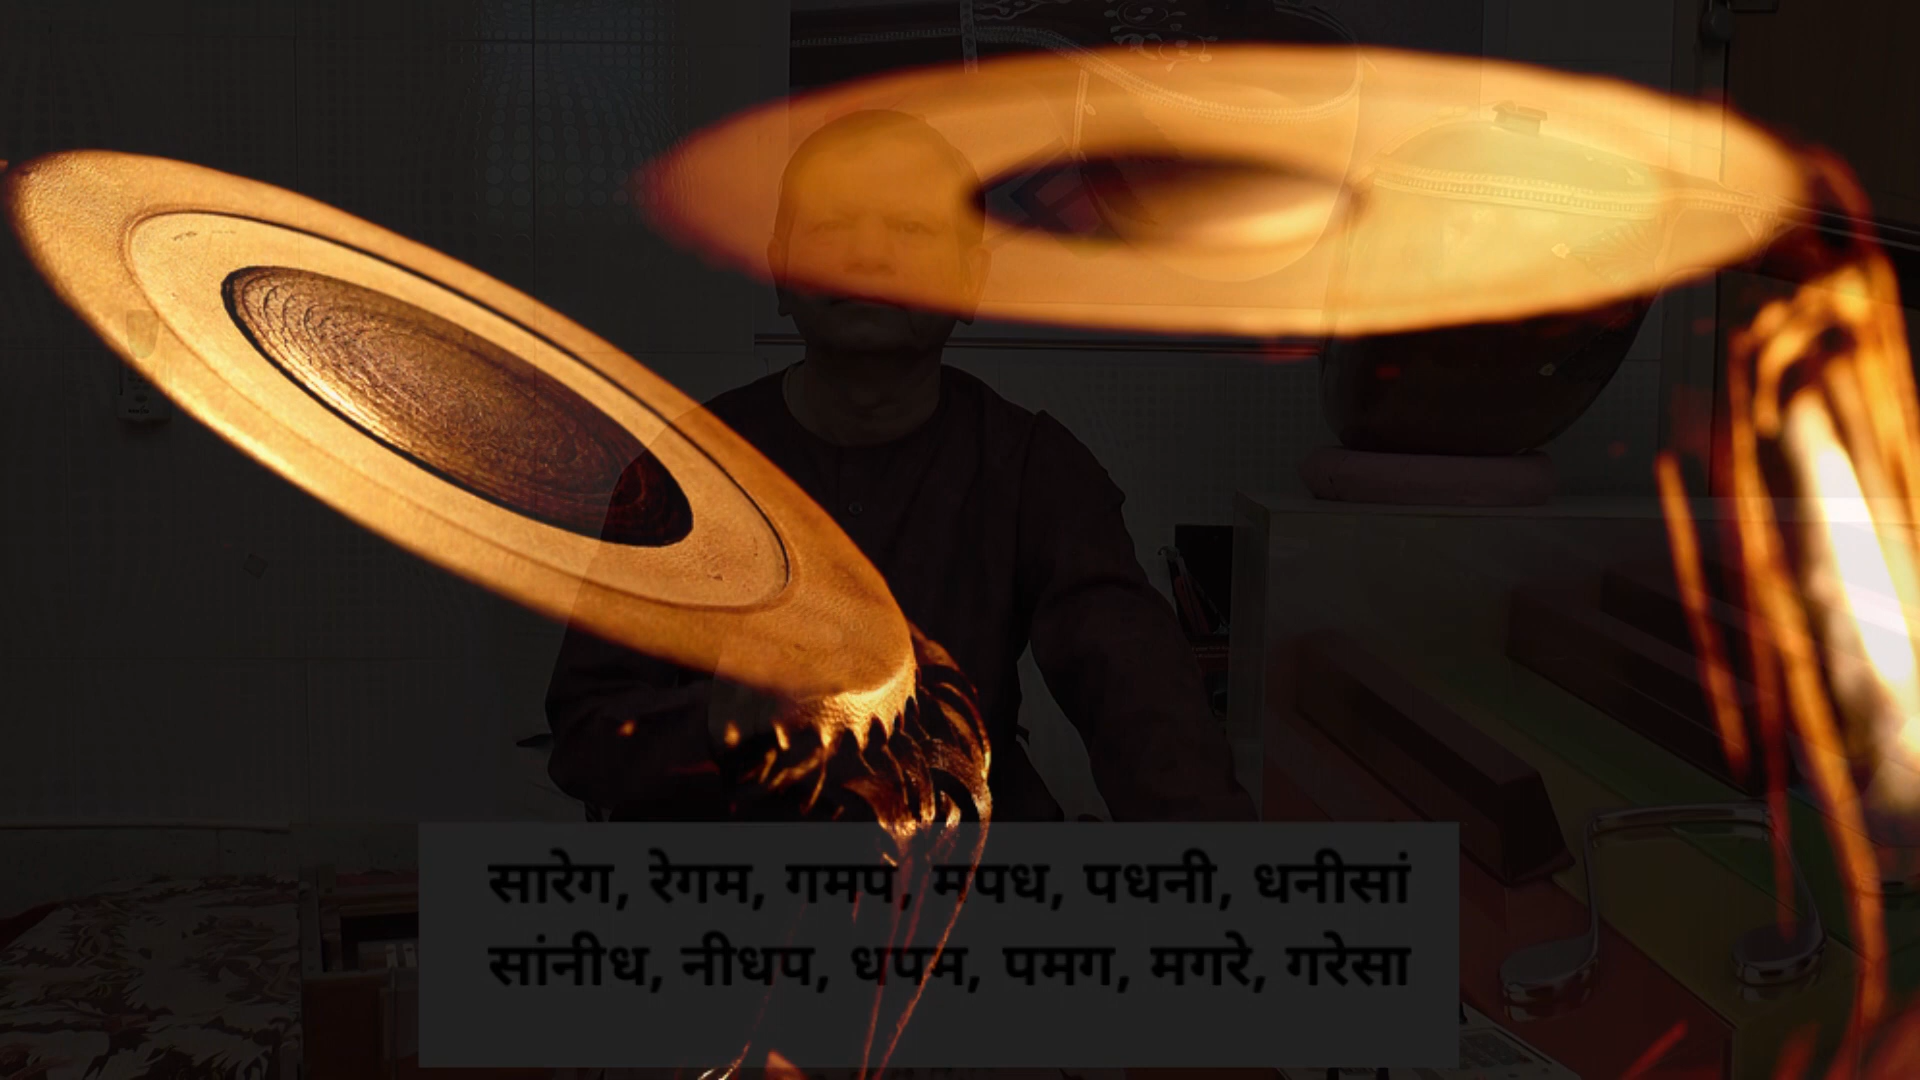 सारेग, रेगम, गमप, मपध, पधनी, धनीसां
सांनीध, नीधप, धपम, पमग, मगरे, गरेसा